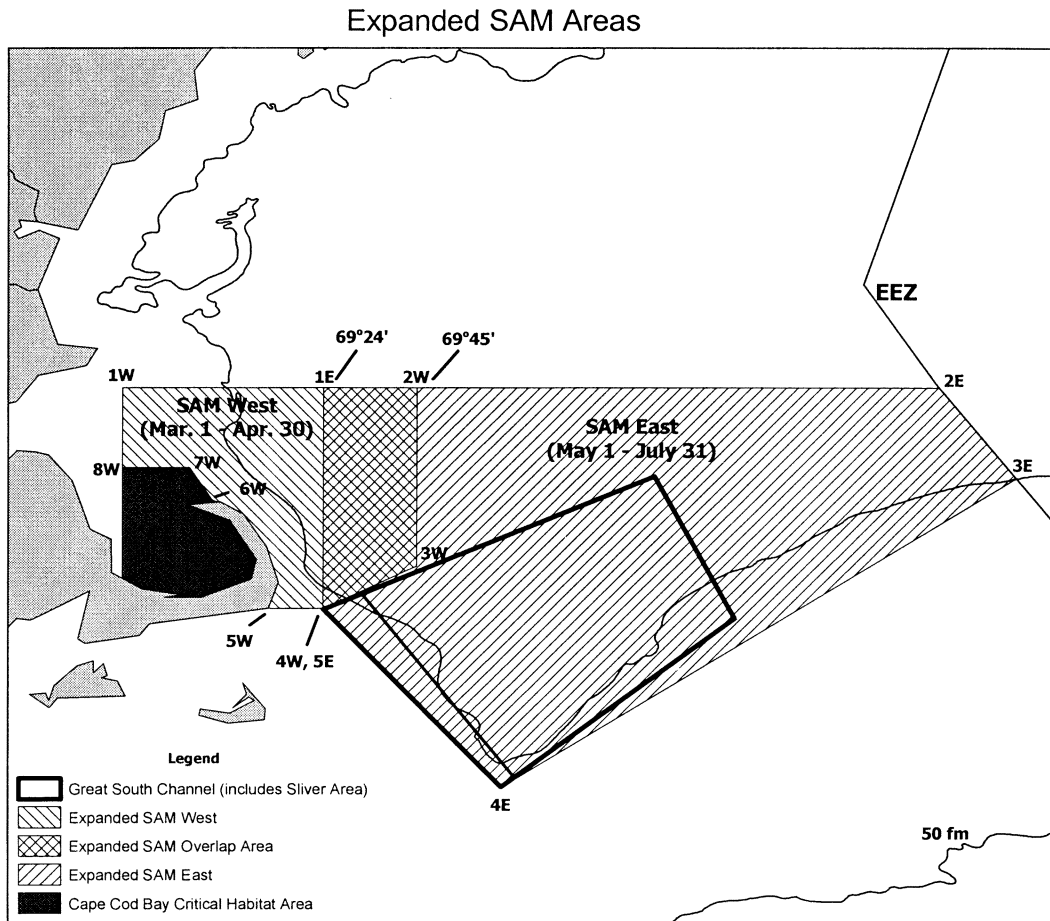 Expanded SAM Areas
EEZ
69°24'
69°45'
1W
1E
2W
2E
SAM West
(Mar. 1 - Apr. 30)
SAM East
(May 1 - July 31)
8W
7W
6W
3E
3W
5W
4W, 5E
4E
50 fm
Legend
Great South Channel (includes Sliver Area)
Expanded SAM West
Expanded SAM Overlap Area
Expanded SAM East
Cape Cod Bay Critical Habitat Area